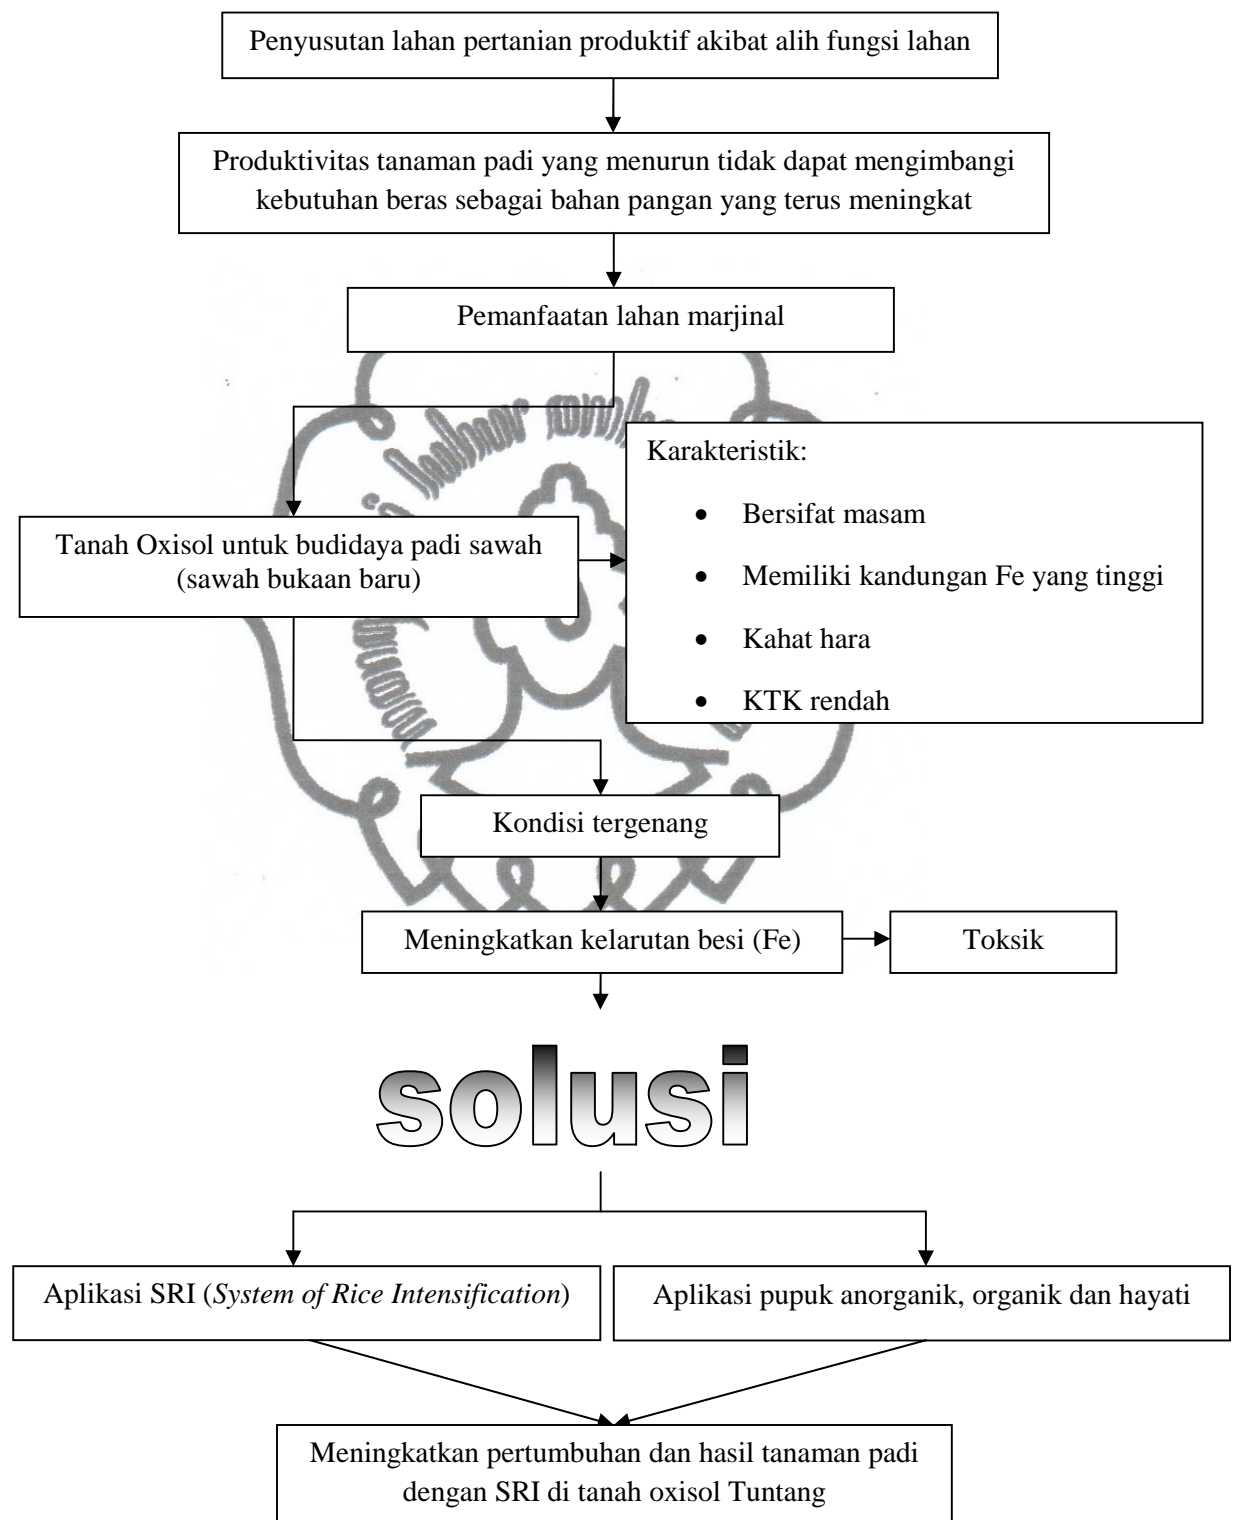 Penyusutan lahan pertanian produktif akibat alih fungsi lahan
Produktivitas tanaman padi yang menurun tidak dapat mengimbangi
kebutuhan beras sebagai bahan pangan yang terus meningkat
Pemanfaatan lahan marjinal
Tanah Oxisol untuk budidaya padi sawah
(sawah bukaan baru)
Karakteristik:
• Bersifat masam
• Memiliki kandungan Fe yang tinggi
• Kahat hara
• KTK rendah
Kondisi tergenang
Meningkatkan kelarutan besi (Fe)
Toksik
solusi
Aplikasi SRI (System of Rice Intensification)
Aplikasi pupuk anorganik, organik dan hayati
Meningkatkan pertumbuhan dan hasil tanaman padi
dengan SRI di tanah oxisol Tuntang